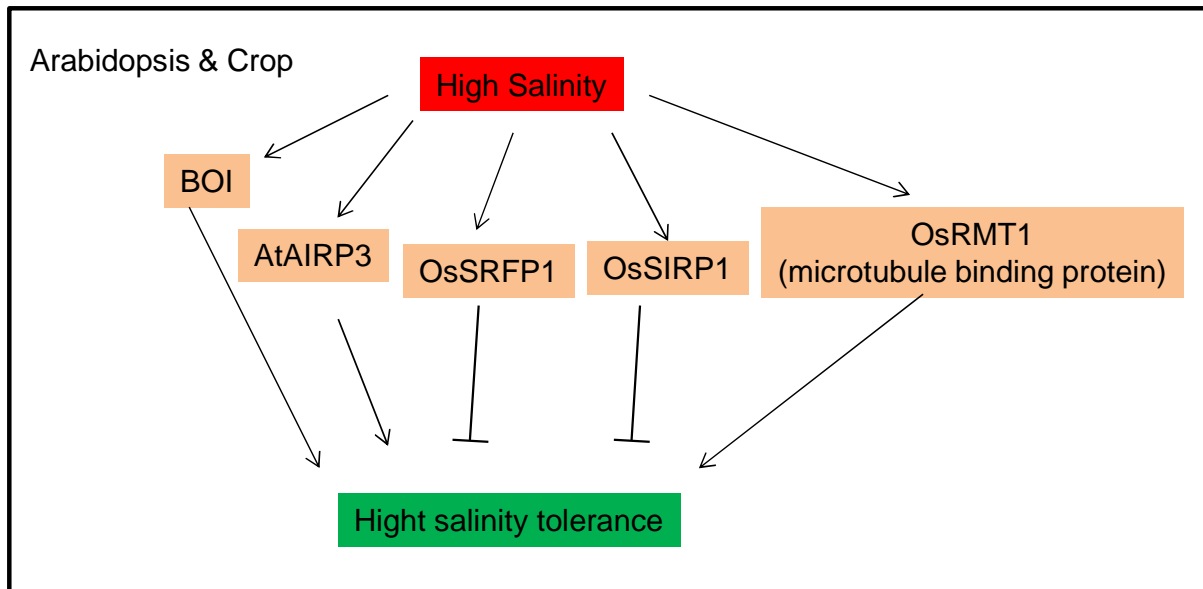 Arabidopsis & Crop
High Salinity
BOI
AtAIRP3
OsSRFP1
OsSIRP1
OsRMT1
(microtubule binding protein)
Hight salinity tolerance